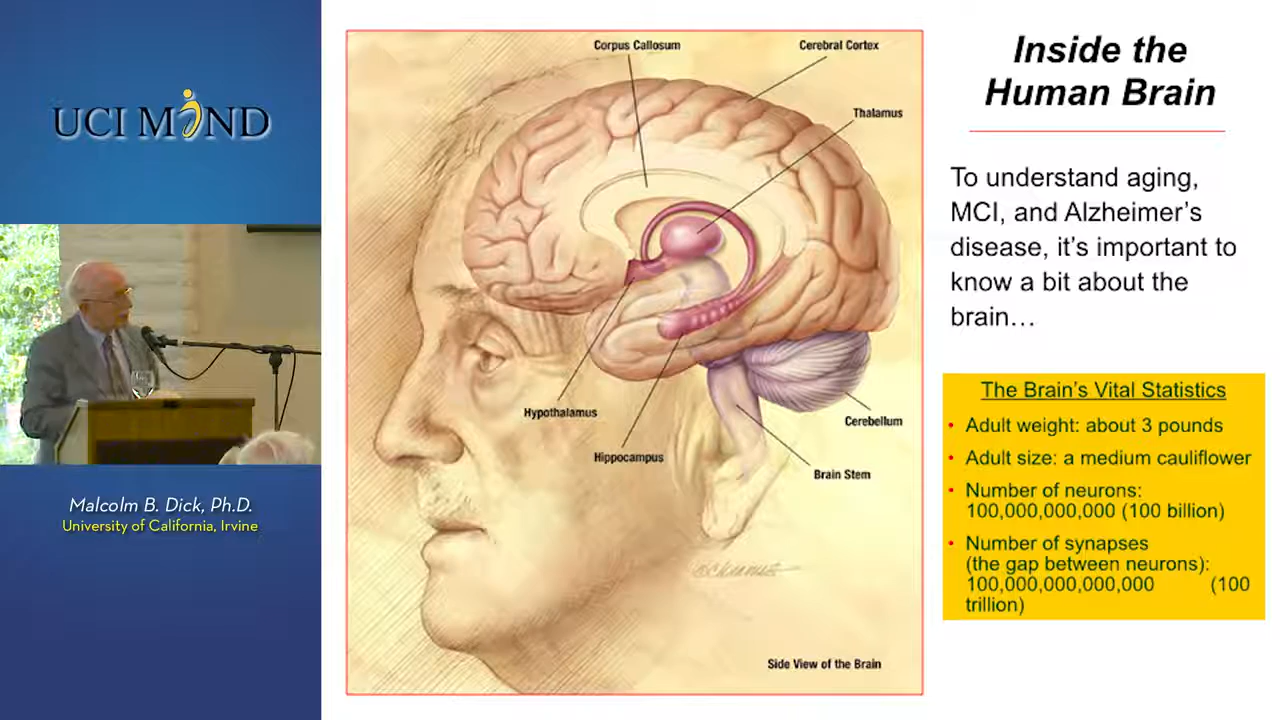 UCI MIND
Malcolm B. Dick, Ph.D.
University of California, Irvine
Corpus Callosum
Cerebral Cortex
Thalamus
Hypothalamus
Hippocampus
Cerebellum
Brain Stem
Side View of the Brain
Inside the
Human Brain
To understand aging,
MCI, and Alzheimer’s
disease, it’s important to
know a bit about the
brain…
The Brain’s Vital Statistics
• Adult weight: about 3 pounds
• Adult size: a medium cauliflower
• Number of neurons:
100,000,000,000 (100 billion)
• Number of synapses
(the gap between neurons):
100,000,000,000,000 (100
trillion)